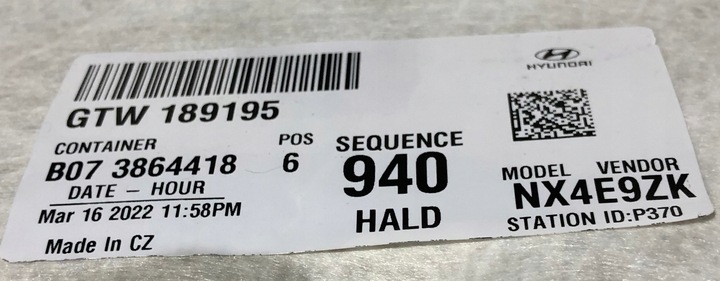 GTW 189195
HYUNDAI
CONTAINER POS
B07 3864418 6
DATE – HOUR
Mar 16 2022 11:58PM
Made In CZ
SEQUENCE
940
HALD
MODEL VENDOR
NX4E9ZK
STATION ID:P370